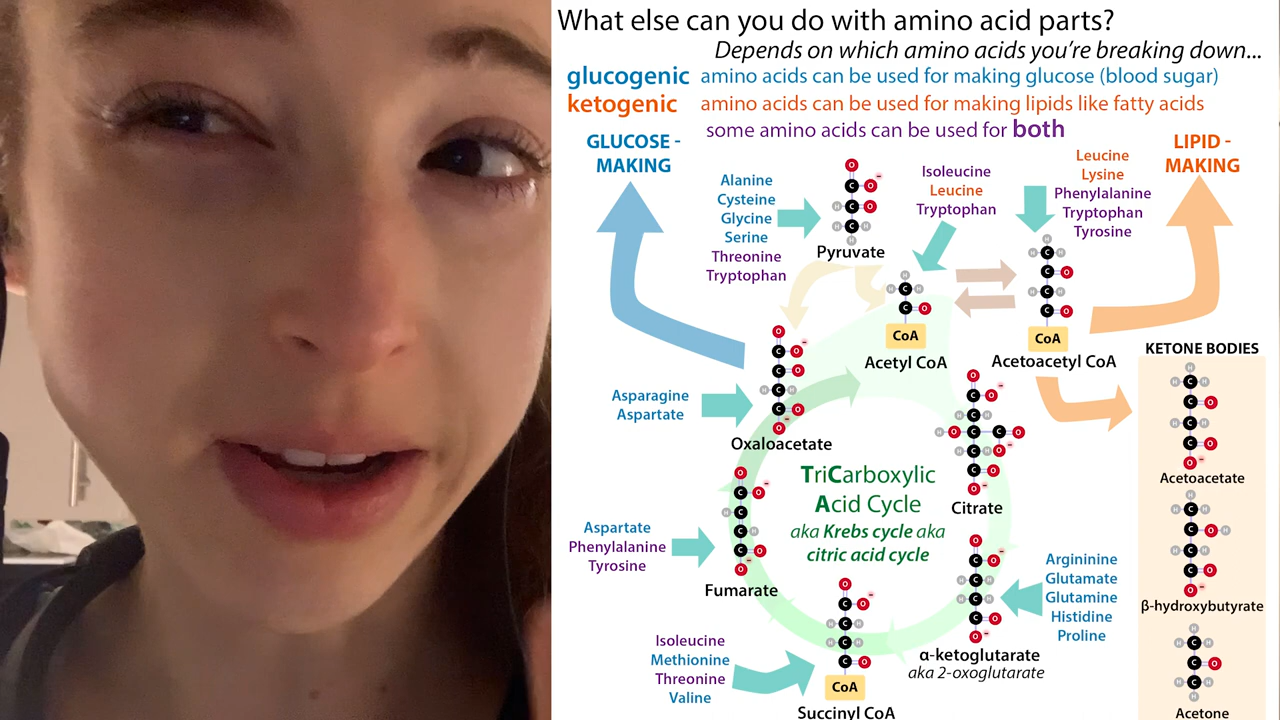 What else can you do with amino acid parts?
Depends on which amino acids you're breaking down...
glucogenic amino acids can be used for making glucose (blood sugar)
ketogenic amino acids can be used for making lipids like fatty acids
some amino acids can be used for both
GLUCOSE -
MAKING
LIPID -
MAKING
Alanine
Cysteine
Glycine
Serine
Threonine
Tryptophan
O
C O -
H C O
H C H
H
Pyruvate
Isoleucine
Leucine
Tryptophan
Leucine
Lysine
Phenylalanine
Tryptophan
Tyrosine
H
H C H
C O
CoA
Acetyl CoA
H
H C H
C O
H C H
C O
CoA
Acetoacetyl CoA
KETONE BODIES
Asparagine
Aspartate
O
C O -
C O
H C H
C O
O -
Oxaloacetate
O
C O -
H C H
H O C C O
H C H O -
C O
O -
Citrate
TriCarboxylic
Acid Cycle
aka Krebs cycle aka
citric acid cycle
H
H C H
C O
H C H
C O
O -
Acetoacetate
Aspartate
Phenylalanine
Tyrosine
O
C O -
H C
C H
C O
O -
Fumarate
O
C O -
C
H C H
H C H
C O
O -
α-ketoglutarate
aka 2-oxoglutarate
Argininine
Glutamate
Glutamine
Histidine
Proline
H
H C H
H C O H
H C H
C O
O -
β-hydroxybutyrate
Isoleucine
Methionine
Threonine
Valine
O
C O -
H C H
H C H
C O
CoA
Succinyl CoA
H
H C H
C O
H C H
H
Acetone